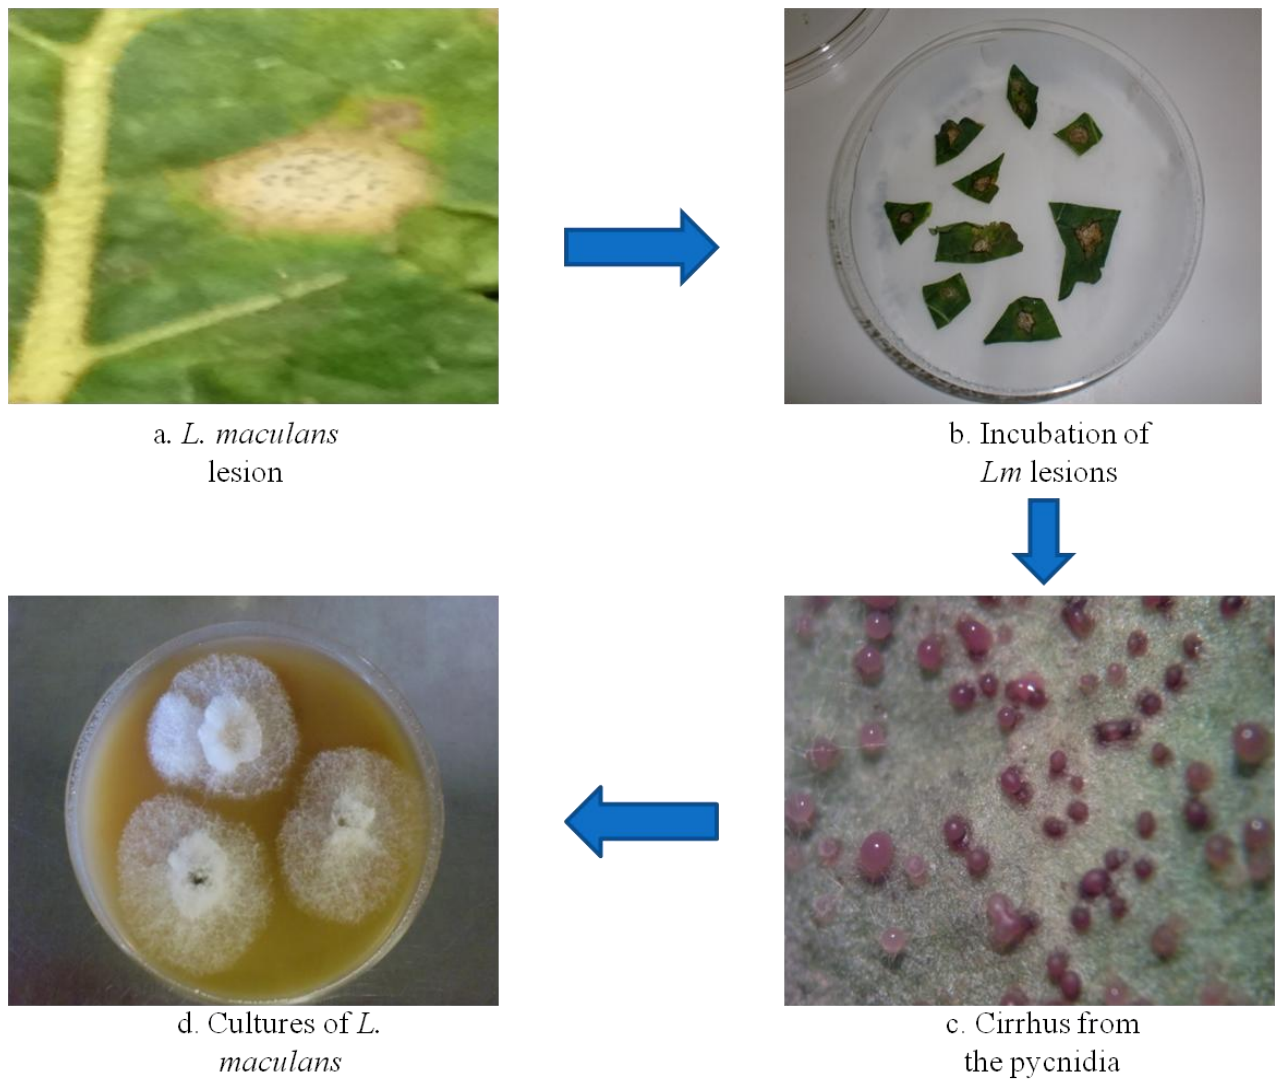 a. L. maculans
lesion
b. Incubation of
Lm lesions
c. Cirrhus from
the pycnidia
d. Cultures of L.
maculans